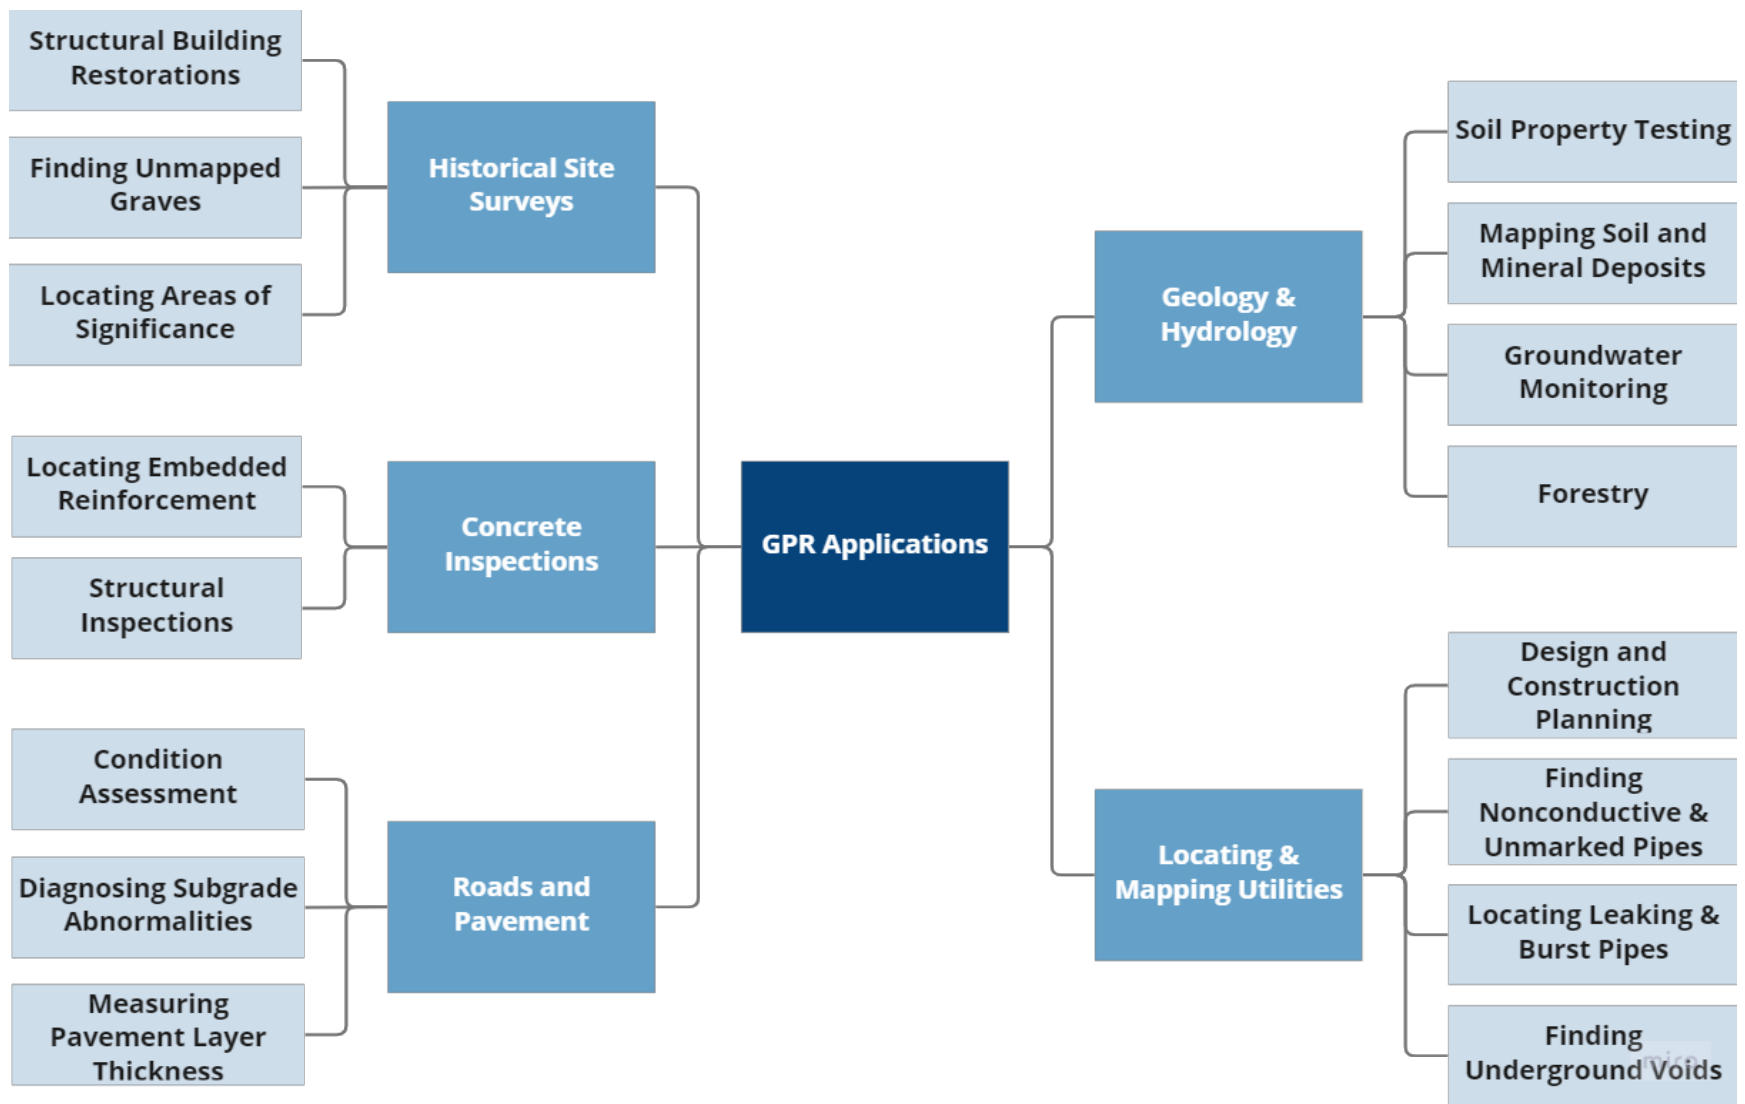 Structural Building
Restorations
Finding Unmapped
Graves
Locating Areas of
Significance
Historical Site
Surveys
Locating Embedded
Reinforcement
Structural
Inspections
Concrete
Inspections
Condition
Assessment
Diagnosing Subgrade
Abnormalities
Measuring
Pavement Layer
Thickness
Roads and
Pavement
GPR Applications
Geology &
Hydrology
Soil Property Testing
Mapping Soil and
Mineral Deposits
Groundwater
Monitoring
Forestry
Locating &
Mapping Utilities
Design and
Construction
Planning
Finding
Nonconductive &
Unmarked Pipes
Locating Leaking &
Burst Pipes
Finding
Underground Voids
miro